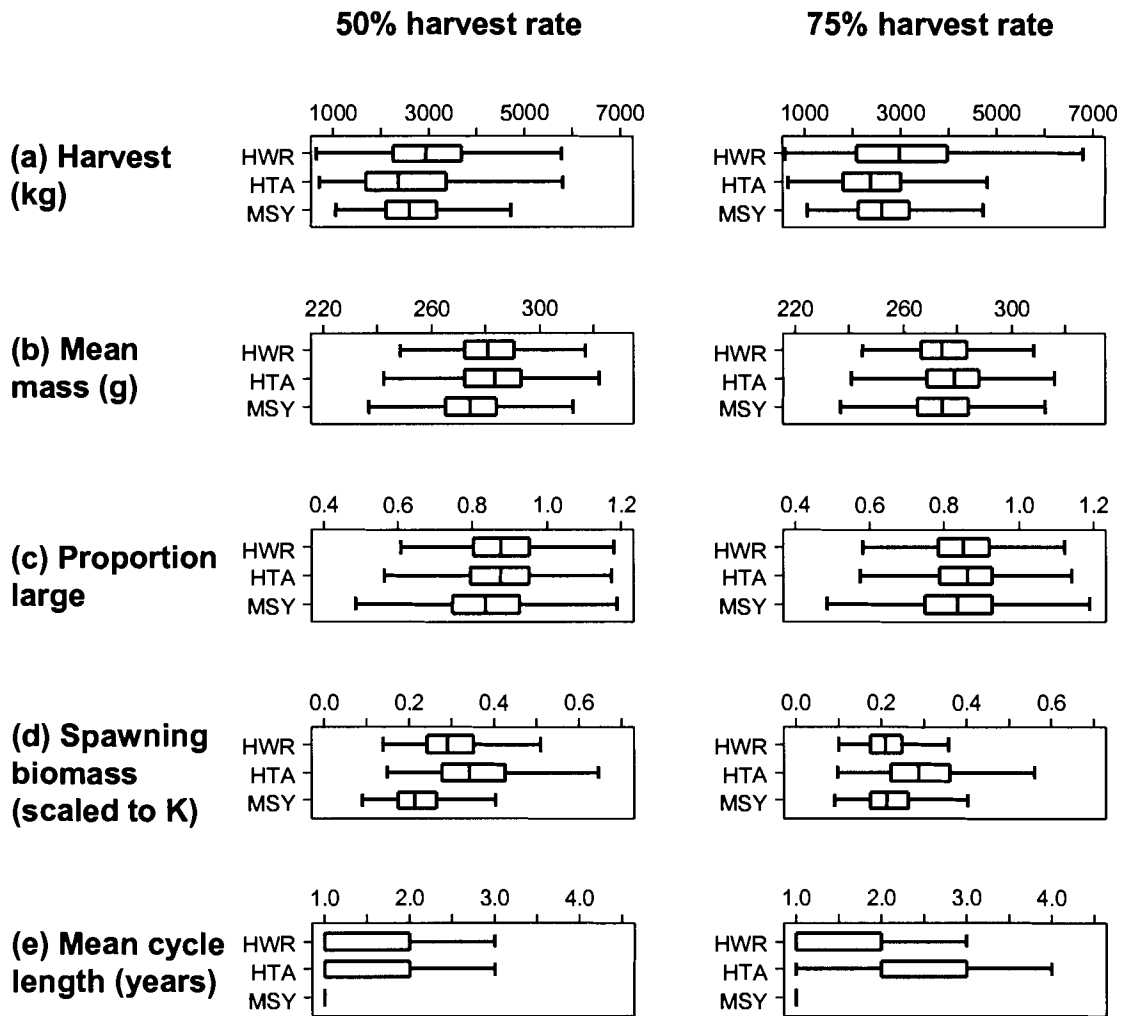 50% harvest rate 75% harvest rate
1000 3000 5000 7000 1000 3000 5000 7000
(a) Harvest
(kg)
HWR
HTA
MSY
220 260 300 220 260 300
(b) Mean
mass (g)
HWR HWR
HTA HTA
MSY MSY
0.4 0.6 0.8 1.0 1.2 0.4 0.6 0.8 1.0 1.2
(c) Proportion
large
HWR HWR
HTA HTA
MSY MSY
0.0 0.2 0.4 0.6 0.0 0.2 0.4 0.6
(d) Spawning
biomass
(scaled to K)
HWR HWR
HTA HTA
MSY MSY
1.0 2.0 3.0 4.0 1.0 2.0 3.0 4.0
(e) Mean cycle
length (years)
HWR HWR
HTA HTA
MSY MSY